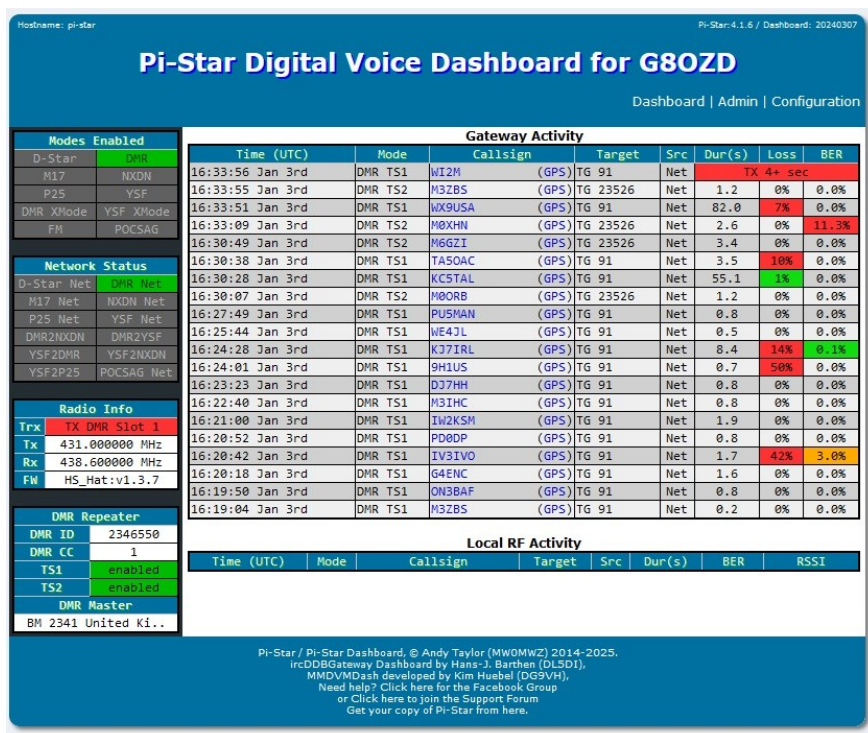 Hostname: pi-star
Pi-Star:4.1.6 / Dashboard: 20240307
Pi-Star Digital Voice Dashboard for G8OZD
Dashboard | Admin | Configuration
Modes Enabled
D-Star DMR
M17 NXDN
P25 YSF
DMR XMode YSF XMode
FM POCSAG
Network Status
D-Star Net DMR Net
M17 Net NXDN Net
P25 Net YSF Net
DMR2NXDN DMR2YSF
YSF2DMR YSF2NXDN
YSF2P25 POCSAG Net
Radio Info
Trx TX DMR Slot 1
Tx 431.000000 MHz
Rx 438.600000 MHz
FW HS_Hat:v1.3.7
DMR Repeater
DMR ID 2346550
DMR CC 1
TS1 enabled
TS2 enabled
DMR Master
BM 2341 United Ki..
Gateway Activity
Time (UTC) Mode Callsign Target Src Dur(s) Loss BER
16:33:56 Jan 3rd DMR TS1 WI2M (GPS) TG 91 Net TX 4+ sec
16:33:55 Jan 3rd DMR TS2 M3ZBS (GPS) TG 23526 Net 1.2 0% 0.0%
16:33:51 Jan 3rd DMR TS1 WX9USA (GPS) TG 91 Net 82.0 7% 0.0%
16:33:09 Jan 3rd DMR TS2 M0XHN (GPS) TG 23526 Net 2.6 0% 11.3%
16:30:49 Jan 3rd DMR TS2 M6GZI (GPS) TG 23526 Net 3.4 0% 0.0%
16:30:38 Jan 3rd DMR TS1 TA5OAC (GPS) TG 91 Net 3.5 10% 0.0%
16:30:28 Jan 3rd DMR TS1 KC5TAL (GPS) TG 91 Net 55.1 1% 0.0%
16:30:07 Jan 3rd DMR TS2 M0ORB (GPS) TG 23526 Net 1.2 0% 0.0%
16:27:49 Jan 3rd DMR TS1 PU5MAN (GPS) TG 91 Net 0.8 0% 0.0%
16:25:44 Jan 3rd DMR TS1 WE4JL (GPS) TG 91 Net 0.5 0% 0.0%
16:24:28 Jan 3rd DMR TS1 KJ7IRL (GPS) TG 91 Net 8.4 14% 0.1%
16:24:01 Jan 3rd DMR TS1 9H1US (GPS) TG 91 Net 0.7 50% 0.0%
16:23:23 Jan 3rd DMR TS1 DJ7HH (GPS) TG 91 Net 0.8 0% 0.0%
16:22:40 Jan 3rd DMR TS1 M3IHC (GPS) TG 91 Net 0.8 0% 0.0%
16:21:00 Jan 3rd DMR TS1 IW2KSM (GPS) TG 91 Net 1.9 0% 0.0%
16:20:52 Jan 3rd DMR TS1 PD0DP (GPS) TG 91 Net 0.8 0% 0.0%
16:20:42 Jan 3rd DMR TS1 IV3IVO (GPS) TG 91 Net 1.7 42% 3.0%
16:20:18 Jan 3rd DMR TS1 G4ENC (GPS) TG 91 Net 1.6 0% 0.0%
16:19:50 Jan 3rd DMR TS1 ON3BAF (GPS) TG 91 Net 0.8 0% 0.0%
16:19:04 Jan 3rd DMR TS1 M3ZBS (GPS) TG 91 Net 0.2 0% 0.0%
Local RF Activity
Time (UTC) Mode Callsign Target Src Dur(s) BER RSSI
Pi-Star / Pi-Star Dashboard, © Andy Taylor (MW0MWZ) 2014-2025.
ircDDBGateway Dashboard by Hans-J. Barthen (DL5DI),
MMDVMDash developed by Kim Huebel (DG9VH),
Need help? Click here for the Facebook Group
or Click here to join the Support Forum
Get your copy of Pi-Star from here.